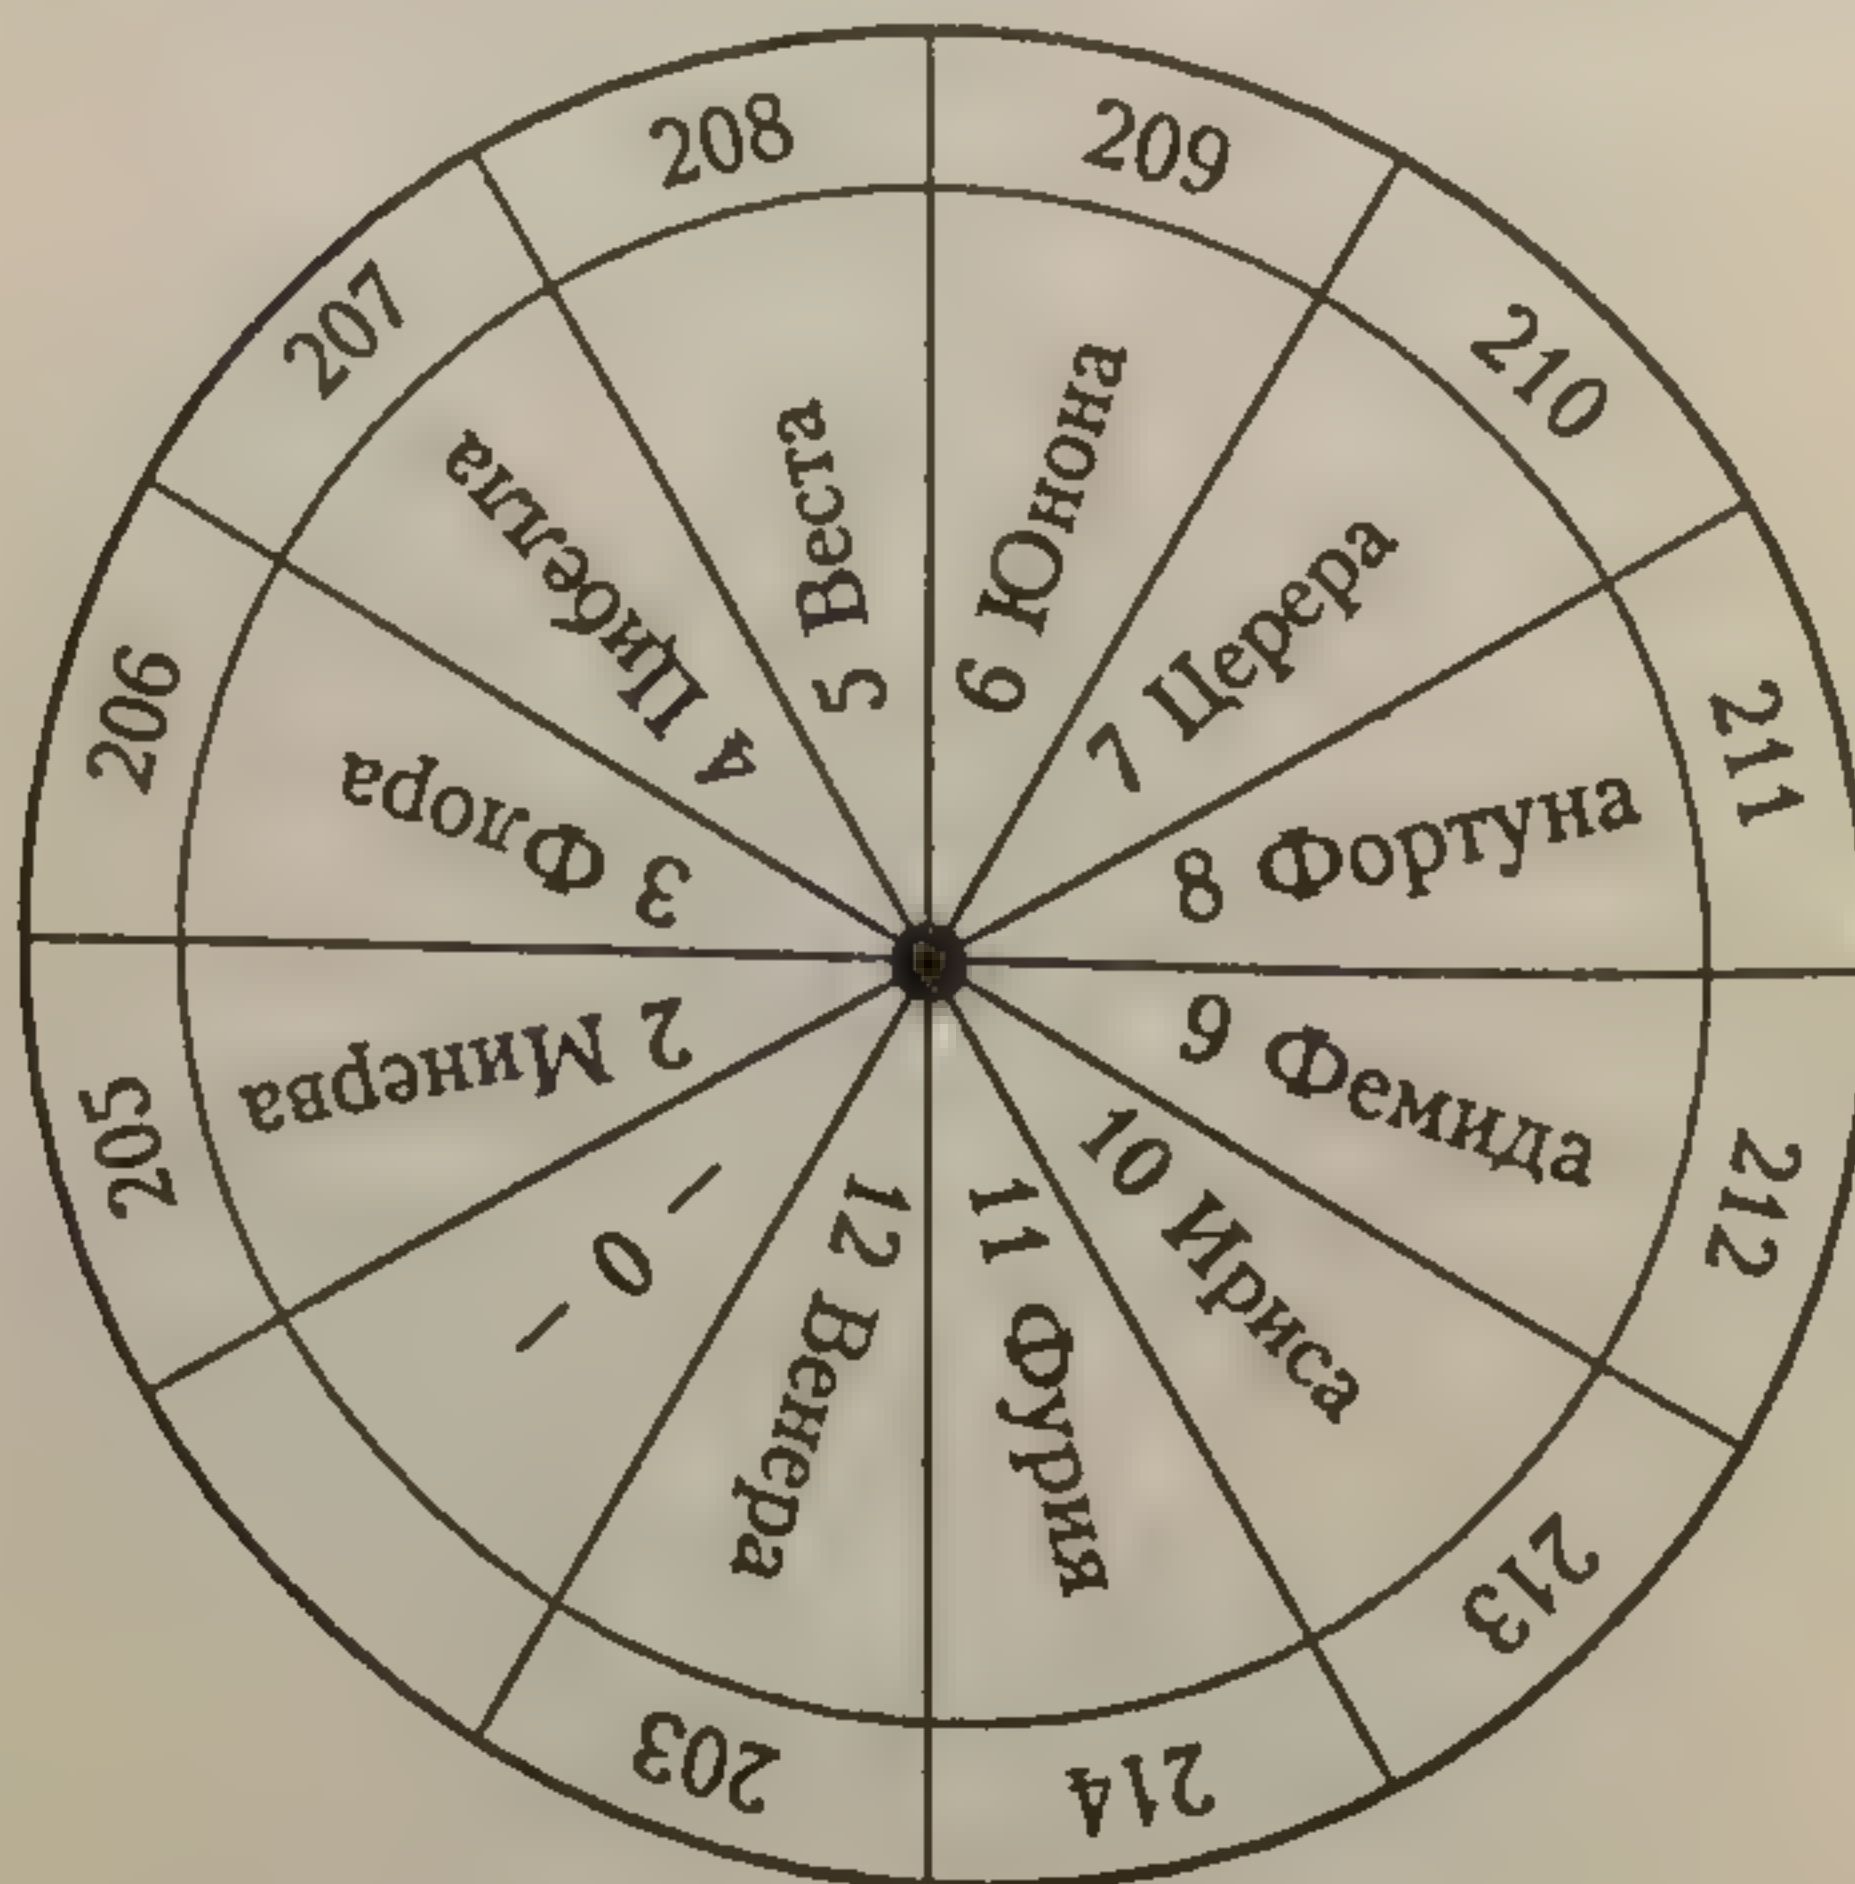 203
205
206
207
208
209
210
211
212
213
214
– 0 –
2 Минерва
3 Флора
4 Цибелла
5 Веста
6 Юнона
7 Церера
8 Фортуна
9 Фемида
10 Ириса
11 Фурия
12 Венера